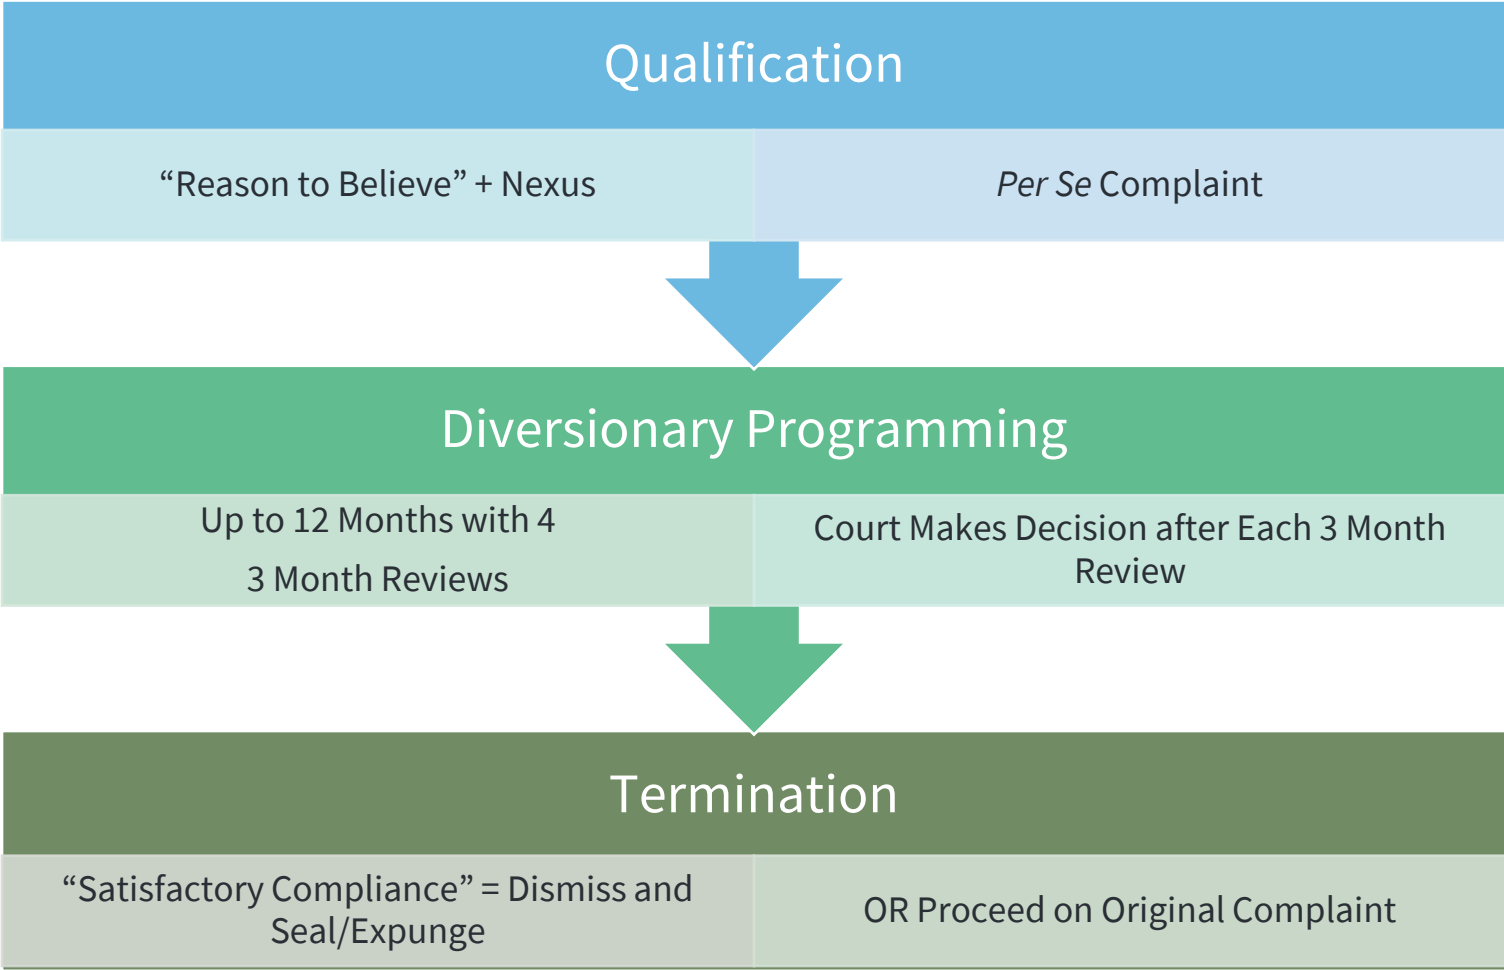 Qualification
“Reason to Believe” + Nexus
Per Se Complaint
Diversionary Programming
Up to 12 Months with 4
3 Month Reviews
Court Makes Decision after Each 3 Month
Review
Termination
“Satisfactory Compliance” = Dismiss and
Seal/Expunge
OR Proceed on Original Complaint